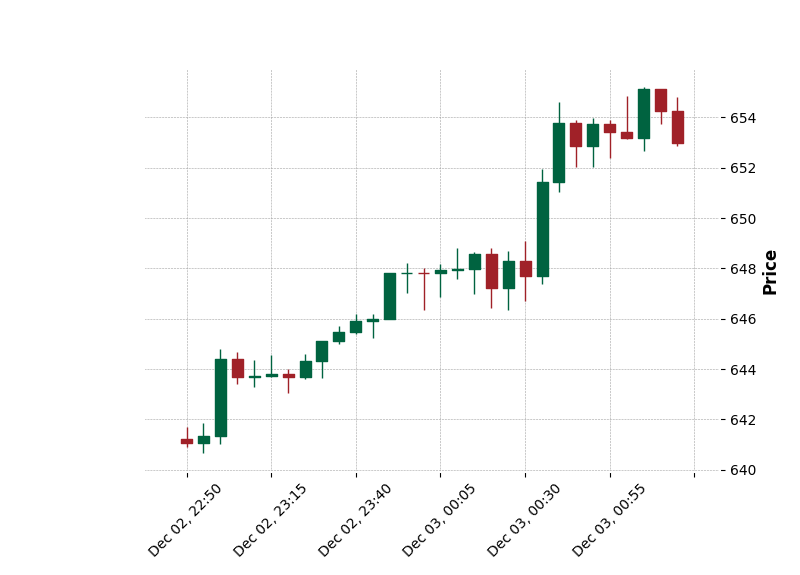 654
652
650
648
646
644
642
640
Price
Dec 02, 22:50
Dec 02, 23:15
Dec 02, 23:40
Dec 03, 00:05
Dec 03, 00:30
Dec 03, 00:55